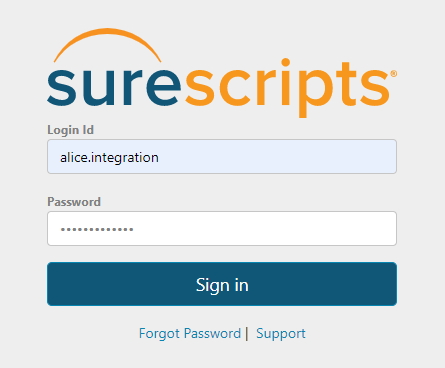 surescripts®
Login Id
alice.integration
Password
•••••••••••••
Sign in
Forgot Password | Support